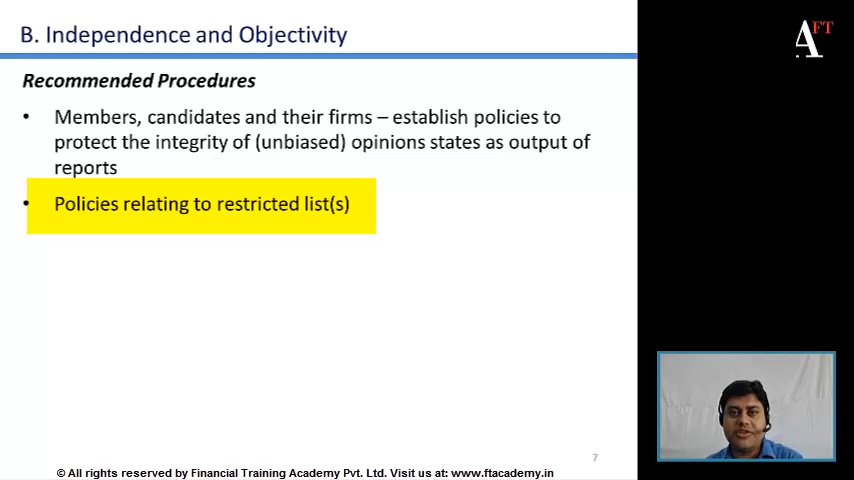 B. Independence and Objectivity
AFT
Recommended Procedures
• Members, candidates and their firms – establish policies to
protect the integrity of (unbiased) opinions states as output of
reports
• Policies relating to restricted list(s)
7
© All rights reserved by Financial Training Academy Pvt. Ltd. Visit us at: www.ftacademy.in